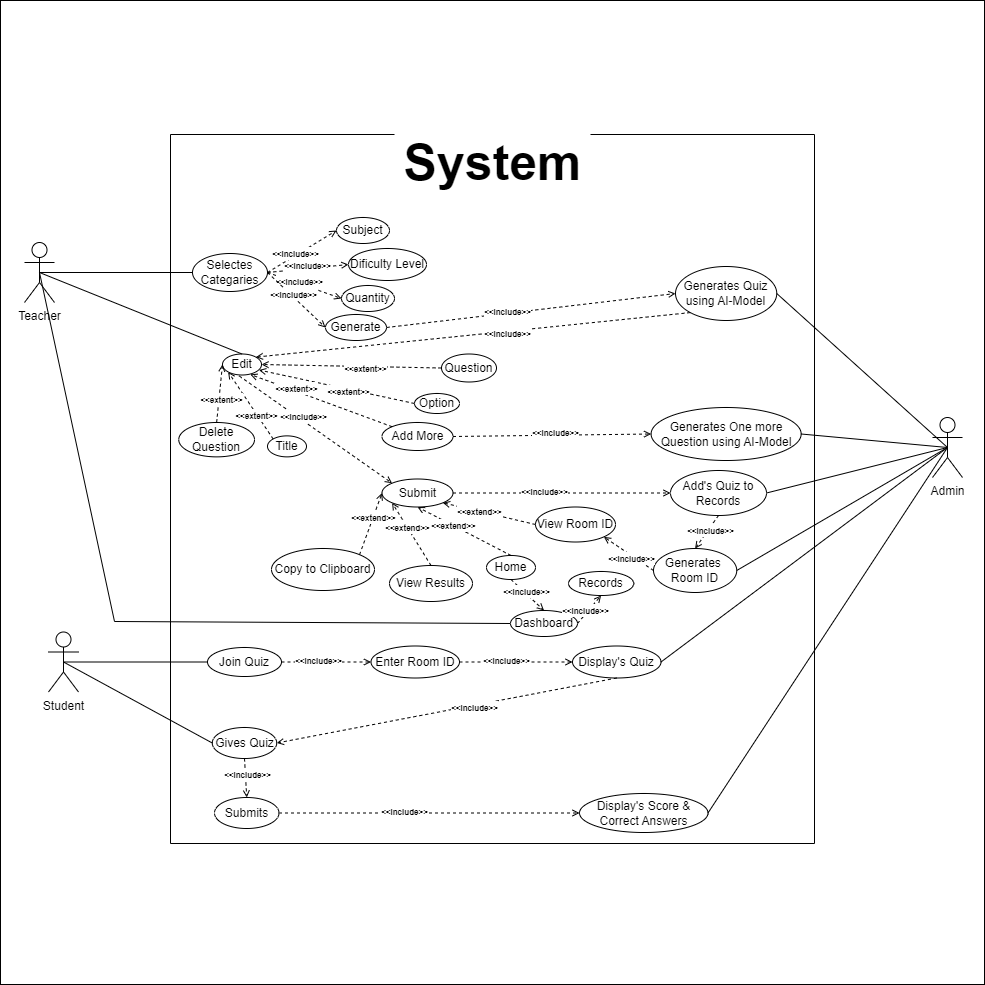 System
Subject
<<include>>
Selectes
Categaries
<<include>>
Dificulty Level
<<include>>
Quantity
<<include>>
Generate
Teacher
Generates Quiz
using AI-Model
<<include>>
<<include>>
Edit
<<extent>>
Question
<<extent>>
<<extent>>
<<extent>>
Option
<<extent>>
<<include>>
Delete
Question
Title
Add More
<<include>>
Generates One more
Question using AI-Model
Admin
Submit
<<include>>
Add's Quiz to
Records
<<extend>>
<<extend>>
<<extend>>
<<extend>>
View Room ID
<<include>>
<<include>>
Generates
Room ID
Copy to Clipboard
View Results
Home
<<include>>
Records
<<include>>
Dashboard
Student
Join Quiz
<<include>>
Enter Room ID
<<include>>
Display's Quiz
<<include>>
Gives Quiz
<<include>>
Submits
<<include>>
Display's Score &
Correct Answers